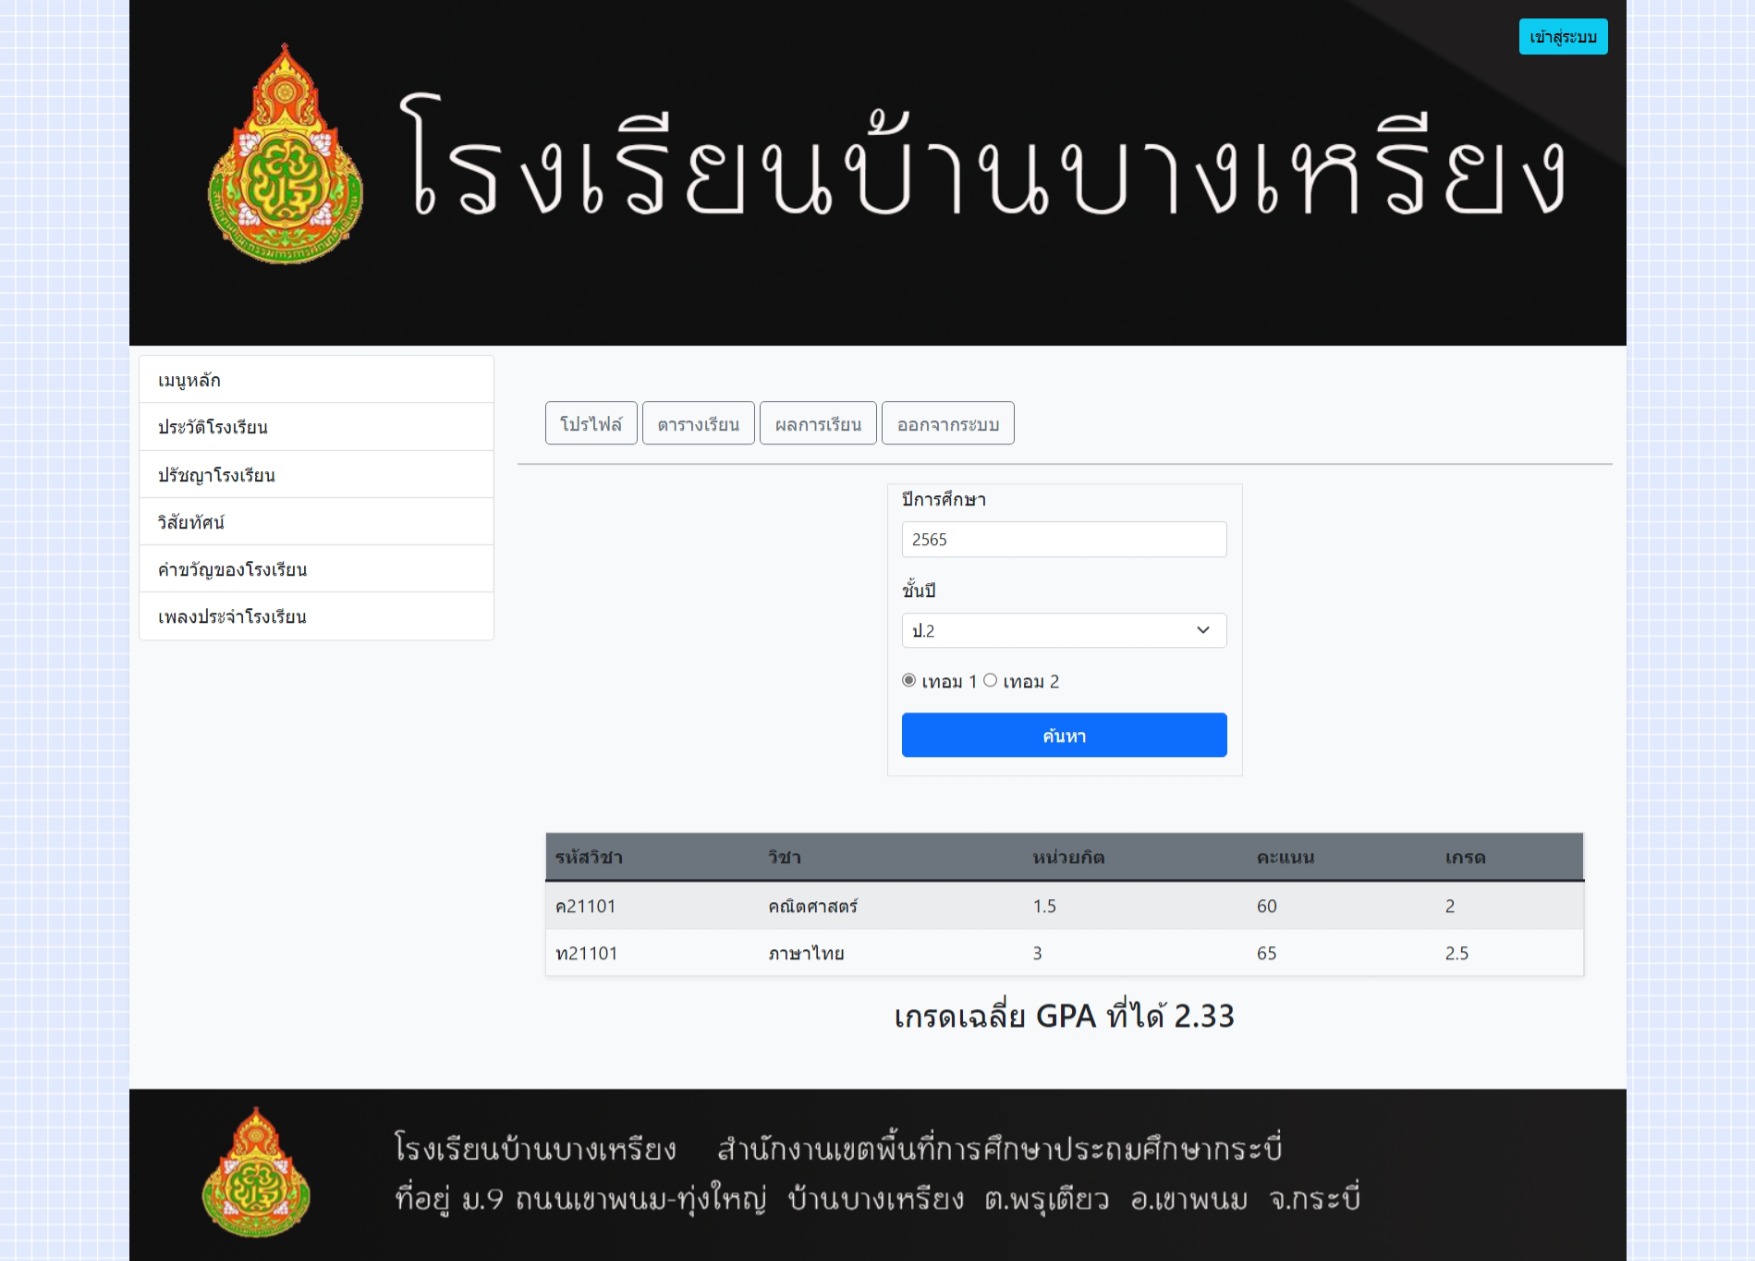 เข้าสู่ระบบ
โรงเรียนบ้านบางเหรียง
เมนูหลัก
ประวัติโรงเรียน
ปรัชญาโรงเรียน
วิสัยทัศน์
คำขวัญของโรงเรียน
เพลงประจำโรงเรียน
โปรไฟล์ ตารางเรียน ผลการเรียน ออกจากระบบ
ปีการศึกษา
2565
ชั้นปี
ป.2
เทอม 1 เทอม 2
ค้นหา
รหัสวิชา วิชา หน่วยกิต คะแนน เกรด
ค21101 คณิตศาสตร์ 1.5 60 2
ท21101 ภาษาไทย 3 65 2.5
เกรดเฉลี่ย GPA ที่ได้ 2.33
โรงเรียนบ้านบางเหรียง สำนักงานเขตพื้นที่การศึกษาประถมศึกษากระบี่
ที่อยู่ ม.9 ถนนเขาพนม-ทุ่งใหญ่ บ้านบางเหรียง ต.พรุเตียว อ.เขาพนม จ.กระบี่